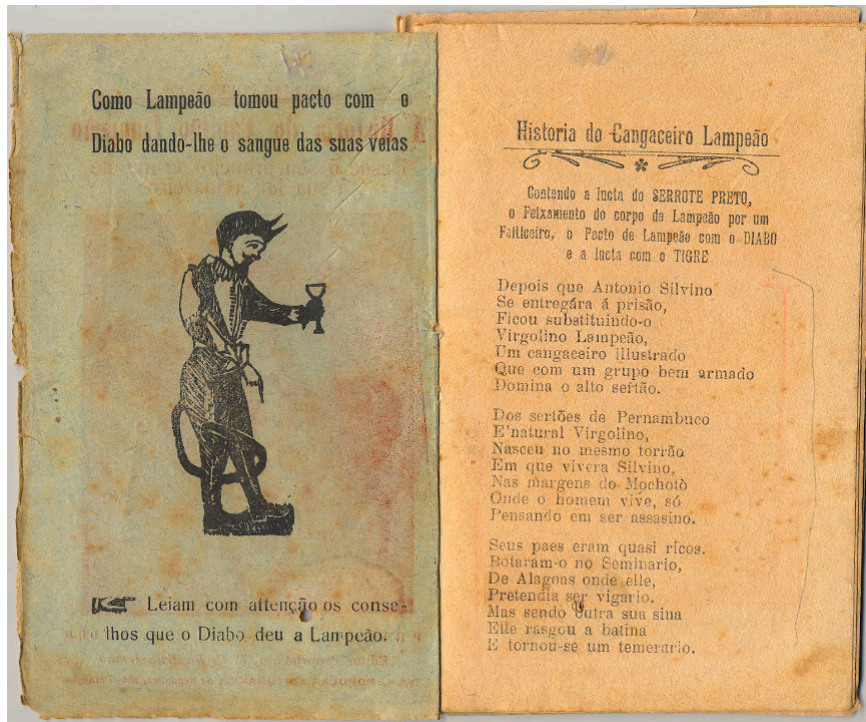 Como Lampeão tomou pacto com o
Diabo dando-lhe o sangue das suas veias
Leiam com attenção os conse-
lhos que o Diabo deu a Lampeão.
Historia do Cangaceiro Lampeão
Contendo a lucta do SERROTE PRETO,
o Feixamento do corpo de Lampeão por um
Feiticeiro, o Pacto de Lampeão com o DIABO
e a lucta com o TIGRE
Depois que Antonio Silvino
Se entregára á prisão,
Ficou substituindo-o
Virgolino Lampeão,
Um cangaceiro illustrado
Que com um grupo bem armado
Domina o alto sertão.
Dos sertões de Pernambuco
E'natural Virgolino,
Nasceu no mesmo torrão
Em que vivera Silvino,
Nas margens do Mochotò
Onde o homem vive, só
Pensando em ser assasino.
Seus paes eram quasi ricos.
Botaram-o no Seminario,
De Alagoas onde elle,
Pretendia ser vigario.
Mas sendo outra sua sina
Elle rasgou a batina
E tornou-se um temerario.